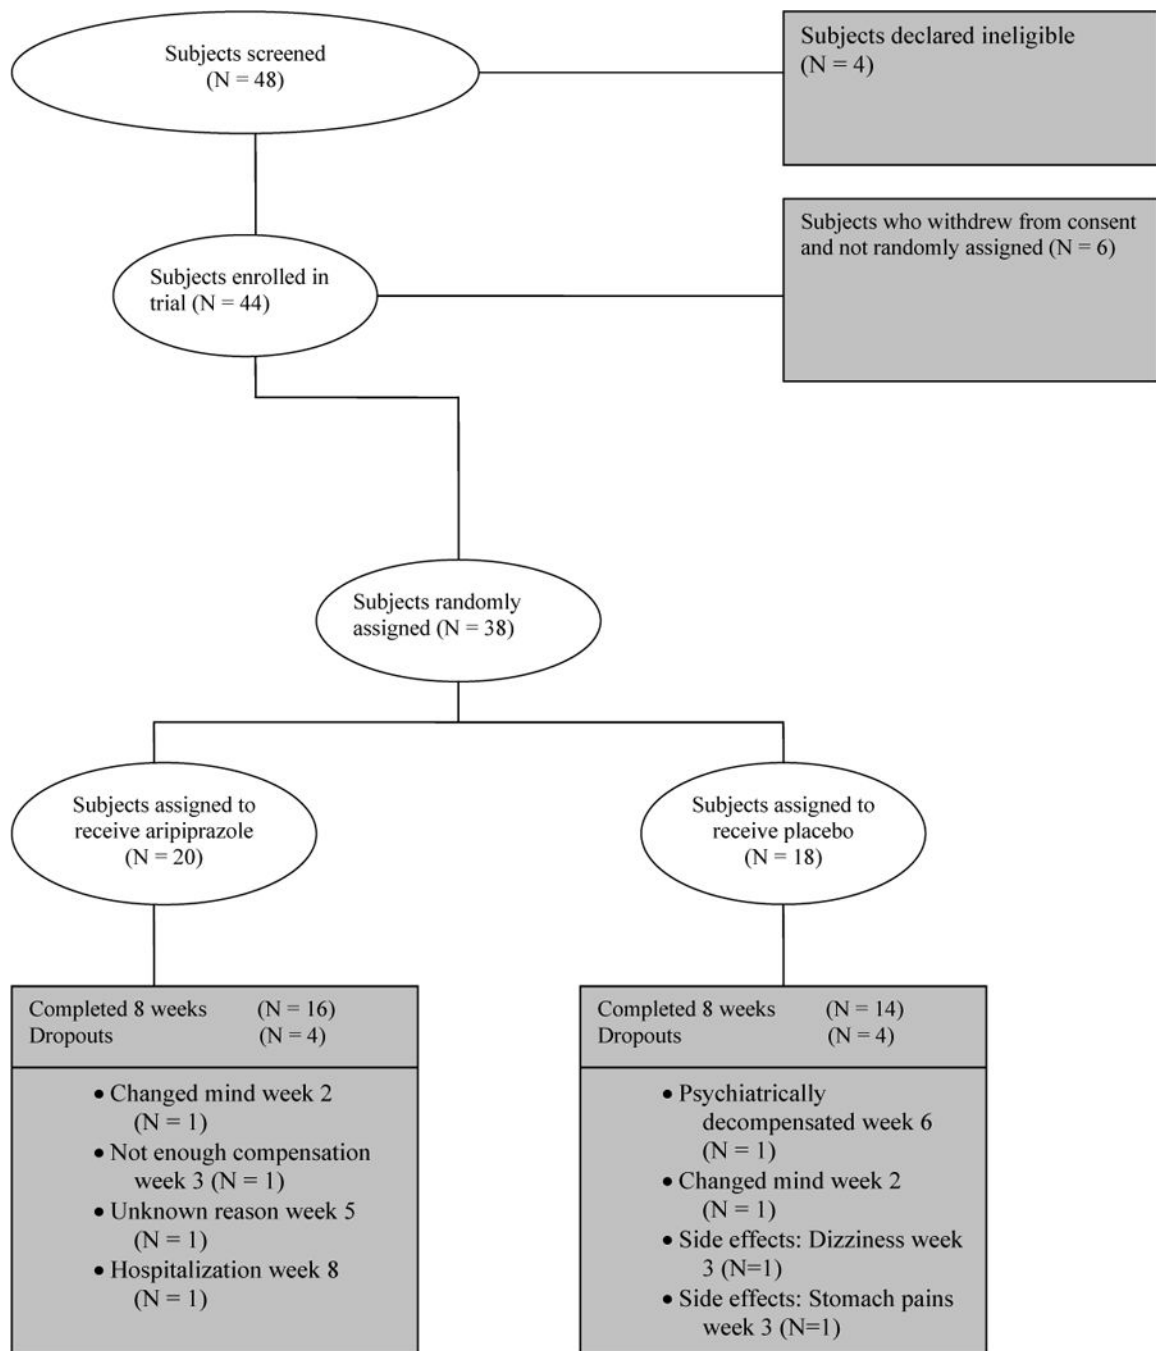 Subjects screened
(N = 48)
Subjects declared ineligible
(N = 4)
Subjects who withdrew from consent
and not randomly assigned (N = 6)
Subjects enrolled in
trial (N = 44)
Subjects randomly
assigned (N = 38)
Subjects assigned to
receive aripiprazole
(N = 20)
Subjects assigned to
receive placebo
(N = 18)
Completed 8 weeks (N = 16)
Dropouts (N = 4)
• Changed mind week 2
(N = 1)
• Not enough compensation
week 3 (N = 1)
• Unknown reason week 5
(N = 1)
• Hospitalization week 8
(N = 1)
Completed 8 weeks (N = 14)
Dropouts (N = 4)
• Psychiatrically
decompensated week 6
(N = 1)
• Changed mind week 2
(N = 1)
• Side effects: Dizziness week
3 (N=1)
• Side effects: Stomach pains
week 3 (N=1)